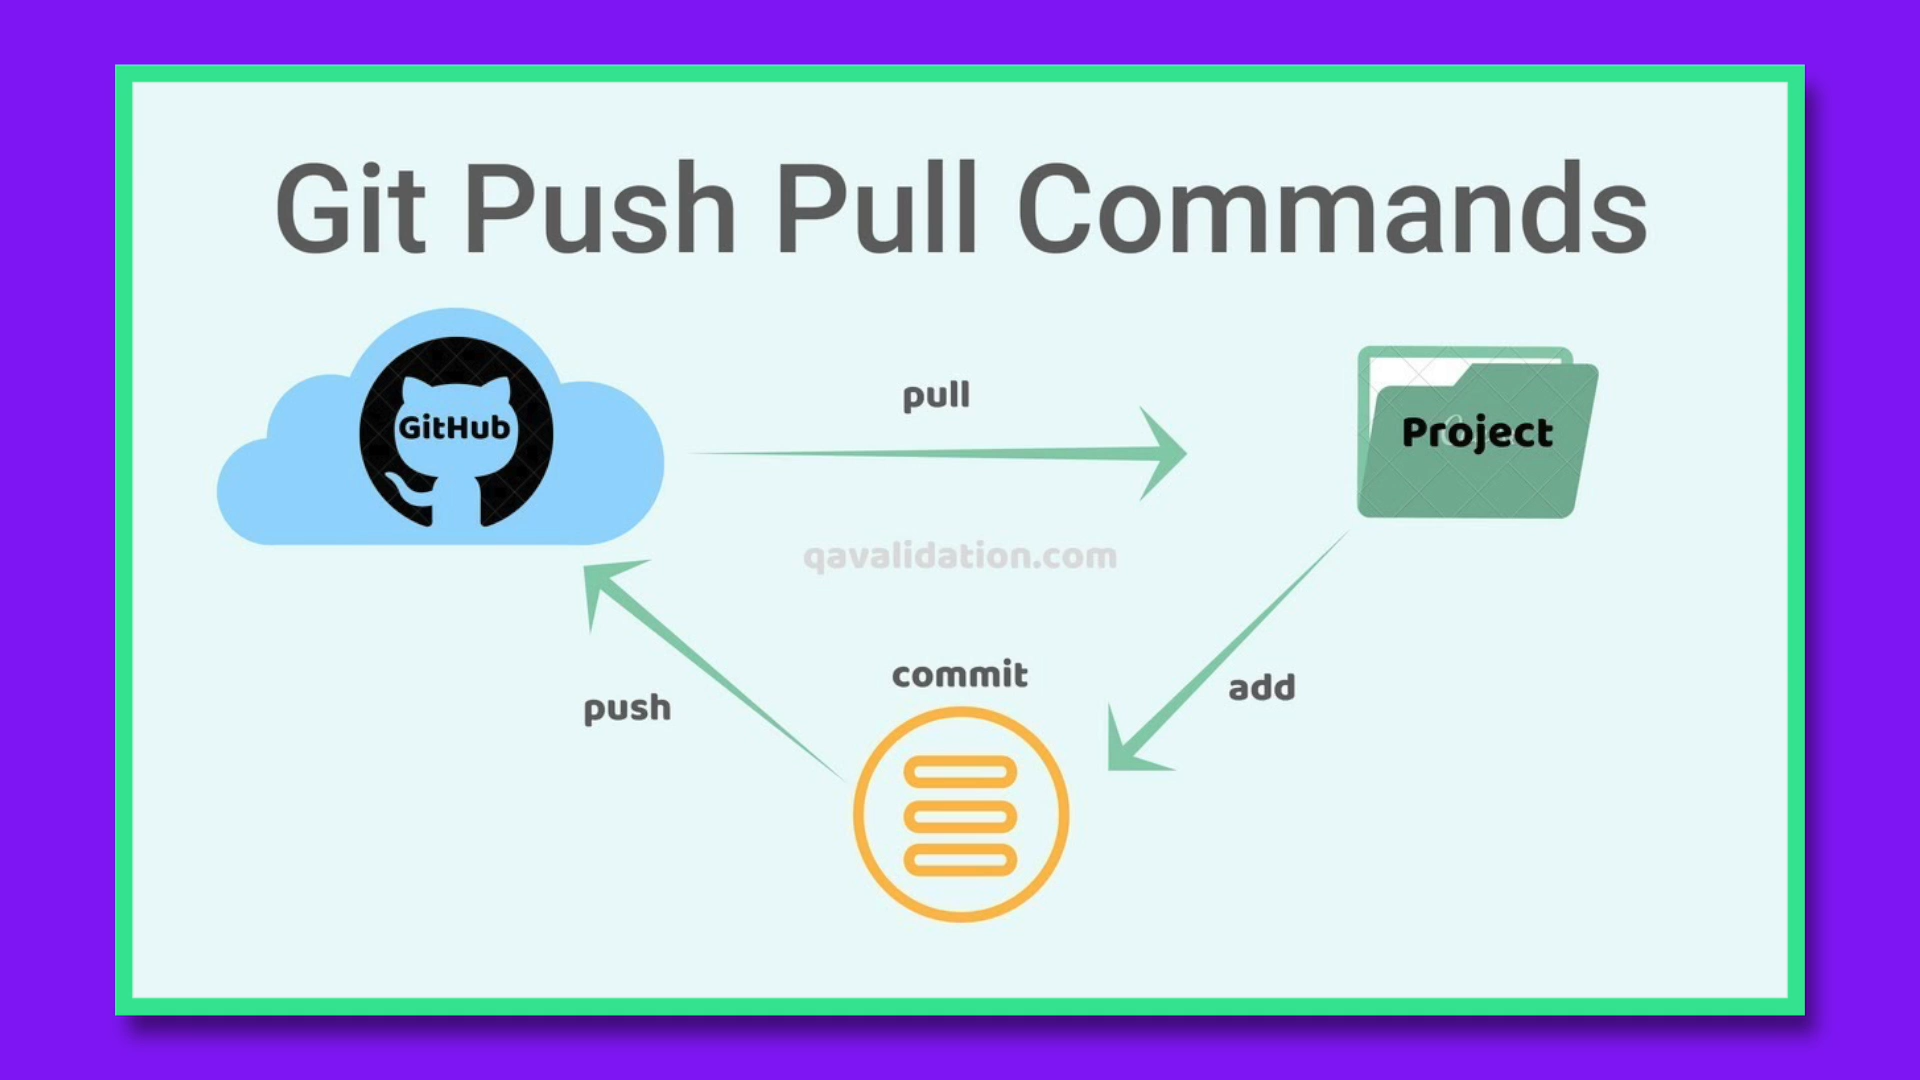 Git Push Pull Commands
GitHub
pull
Project
qavalidation.com
commit
add
push